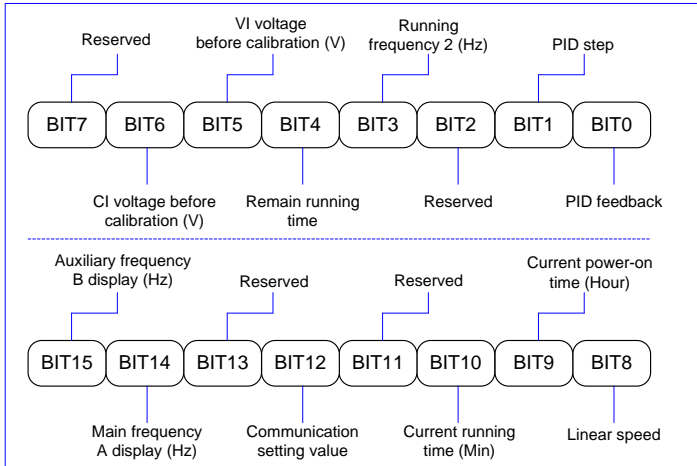 Reserved
VI voltage
before calibration (V)
Running
frequency 2 (Hz)
PID step
BIT7 BIT6 BIT5 BIT4 BIT3 BIT2 BIT1 BIT0
CI voltage before
calibration (V)
Remain running
time
Reserved
PID feedback
Auxiliary frequency
B display (Hz)
Reserved
Reserved
Current power-on
time (Hour)
BIT15 BIT14 BIT13 BIT12 BIT11 BIT10 BIT9 BIT8
Main frequency
A display (Hz)
Communication
setting value
Current running
time (Min)
Linear speed